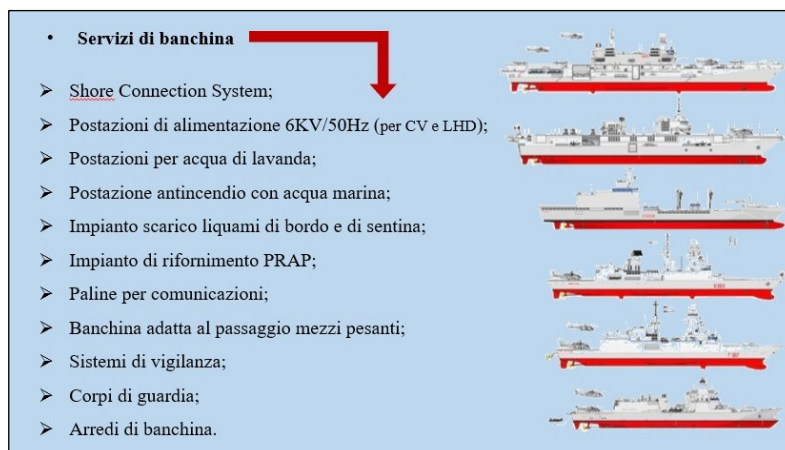 • Servizi di banchina
➢ Shore Connection System;
➢ Postazioni di alimentazione 6KV/50Hz (per CV e LHD);
➢ Postazioni per acqua di lavanda;
➢ Postazione antincendio con acqua marina;
➢ Impianto scarico liquami di bordo e di sentina;
➢ Impianto di rifornimento PRAP;
➢ Paline per comunicazioni;
➢ Banchina adatta al passaggio mezzi pesanti;
➢ Sistemi di vigilanza;
➢ Corpi di guardia;
➢ Arredi di banchina.